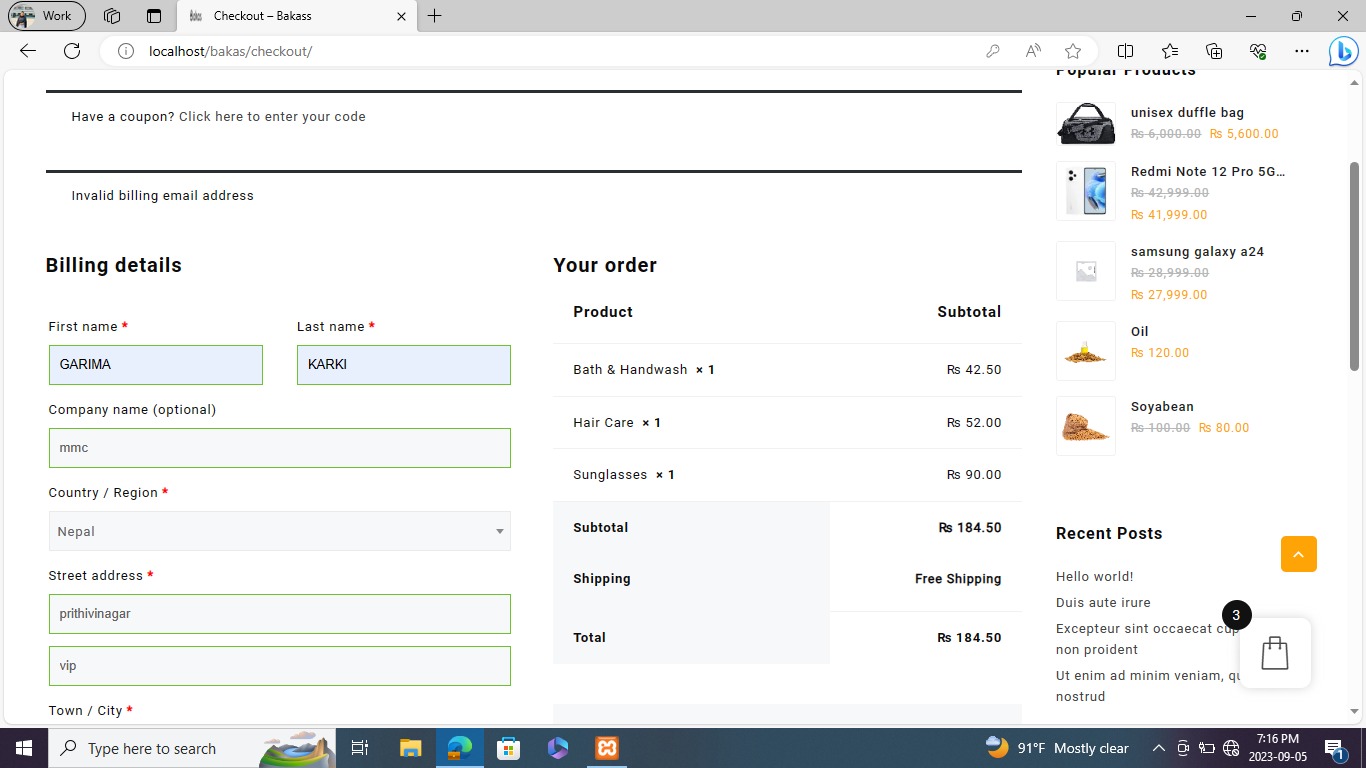 Work
Checkout – Bakass
localhost/bakas/checkout/
Have a coupon? Click here to enter your code
Invalid billing email address
Billing details
First name *
Last name *
GARIMA
KARKI
Company name (optional)
mmc
Country / Region *
Nepal
Street address *
prithivinagar
vip
Town / City *
Your order
Product Subtotal
Bath & Handwash × 1 ₨ 42.50
Hair Care × 1 ₨ 52.00
Sunglasses × 1 ₨ 90.00
Subtotal ₨ 184.50
Shipping Free Shipping
Total ₨ 184.50
Popular Products
unisex duffle bag
₨ 6,000.00 ₨ 5,600.00
Redmi Note 12 Pro 5G...
₨ 42,999.00
₨ 41,999.00
samsung galaxy a24
₨ 28,999.00
₨ 27,999.00
Oil
₨ 120.00
Soyabean
₨ 100.00 ₨ 80.00
Recent Posts
Hello world!
Duis aute irure
Excepteur sint occaecat
non proident
Ut enim ad minim veniam,
nostrud
3
Type here to search
91°F Mostly clear
7:16 PM
2023-09-05
1